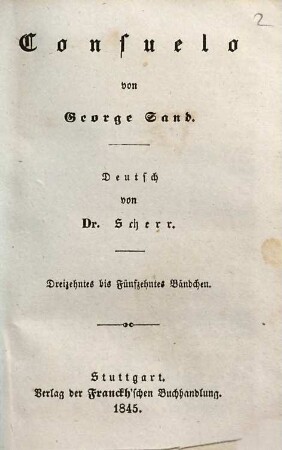 2
Consuelo
von
George Sand.
Deutsch
von
Dr. Scherr.
Dreizehntes bis Fünfzehntes Bändchen.
Stuttgart.
Verlag der Franckh'schen Buchhandlung.
1845.